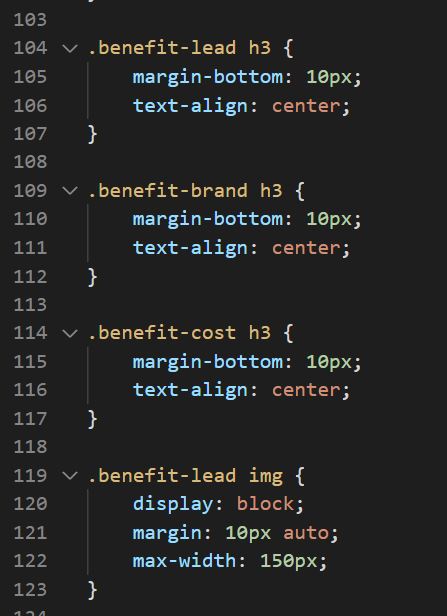 103
104 .benefit-lead h3 {
105 margin-bottom: 10px;
106 text-align: center;
107 }
108
109 .benefit-brand h3 {
110 margin-bottom: 10px;
111 text-align: center;
112 }
113
114 .benefit-cost h3 {
115 margin-bottom: 10px;
116 text-align: center;
117 }
118
119 .benefit-lead img {
120 display: block;
121 margin: 10px auto;
122 max-width: 150px;
123 }